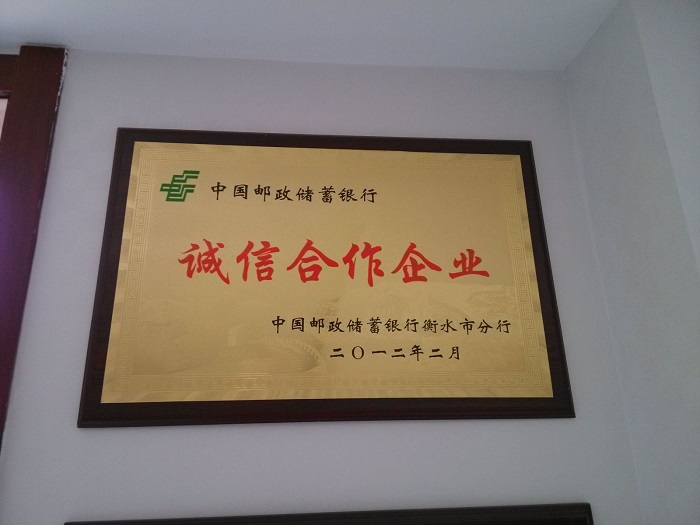 中国邮政储蓄银行
诚信合作企业
中国邮政储蓄银行衡水市分行
二〇一二年二月